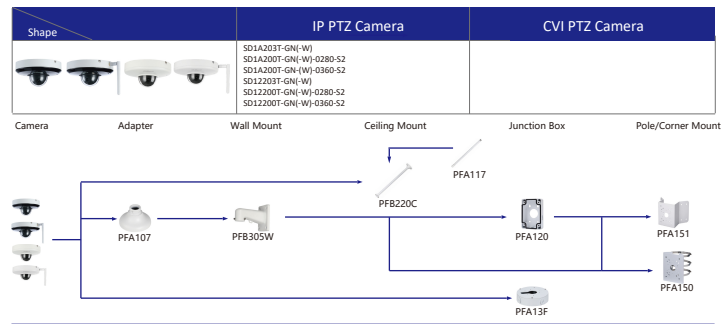 Shape
IP PTZ Camera
CVI PTZ Camera
SD1A203T-GN(-W)
SD1A200T-GN(-W)-0280-S2
SD1A200T-GN(-W)-0360-S2
SD12203T-GN(-W)
SD12200T-GN(-W)-0280-S2
SD12200T-GN(-W)-0360-S2
Camera
Adapter
Wall Mount
Ceiling Mount
Junction Box
Pole/Corner Mount
PFA117
PFB220C
PFA107
PFB305W
PFA120
PFA151
PFA150
PFA13F